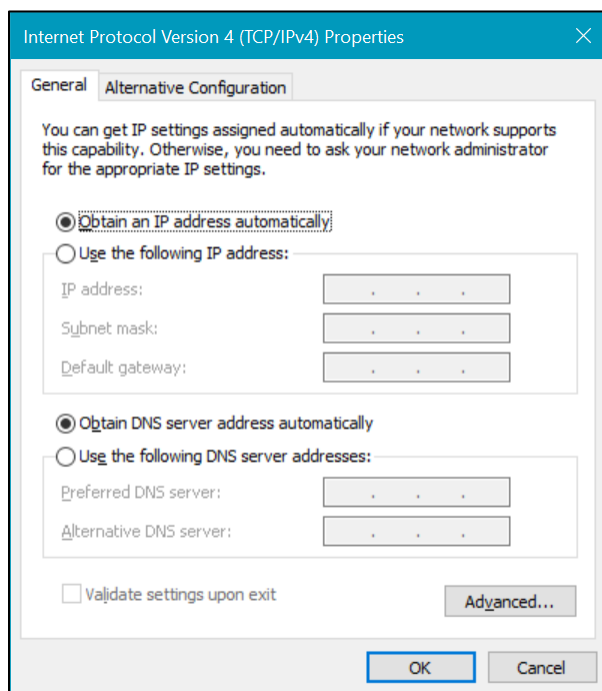 Internet Protocol Version 4 (TCP/IPv4) Properties
General
Alternative Configuration
You can get IP settings assigned automatically if your network supports
this capability. Otherwise, you need to ask your network administrator
for the appropriate IP settings.
Obtain an IP address automatically
Use the following IP address:
IP address:
Subnet mask:
Default gateway:
Obtain DNS server address automatically
Use the following DNS server addresses:
Preferred DNS server:
Alternative DNS server:
Validate settings upon exit
Advanced...
OK
Cancel